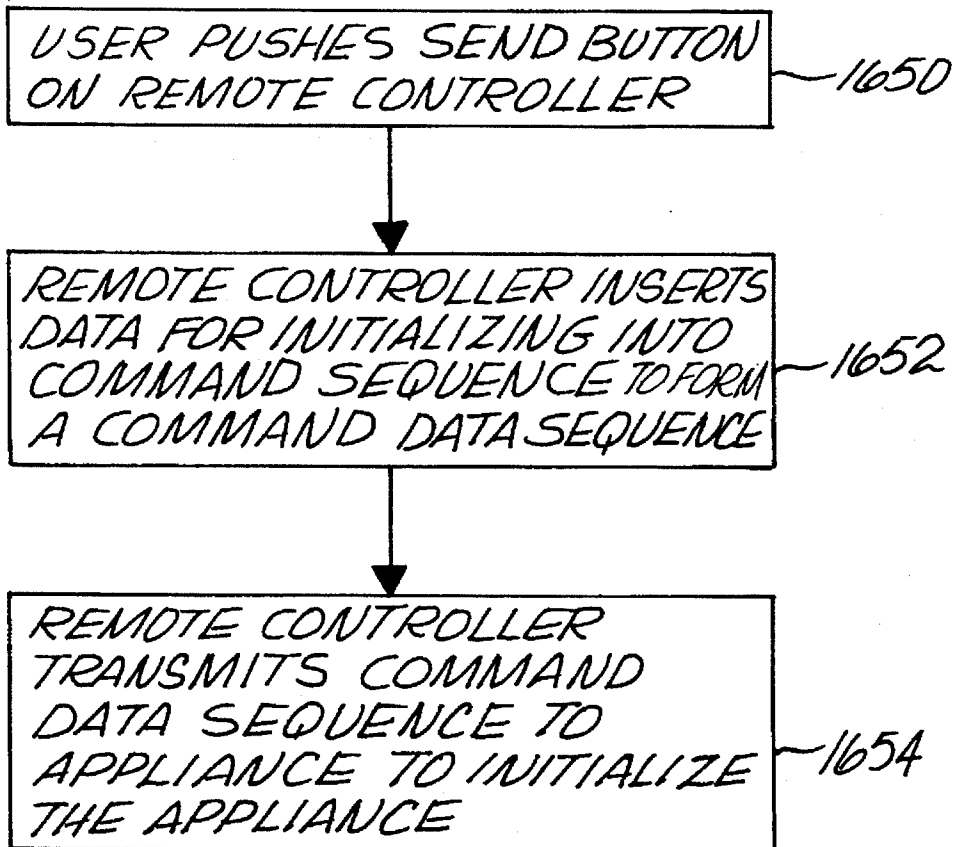 USER PUSHES SEND BUTTON
ON REMOTE CONTROLLER
1650
REMOTE CONTROLLER INSERTS
DATA FOR INITIALIZING INTO
COMMAND SEQUENCE TO FORM
A COMMAND DATA SEQUENCE
1652
REMOTE CONTROLLER
TRANSMITS COMMAND
DATA SEQUENCE TO
APPLIANCE TO INITIALIZE
THE APPLIANCE
1654